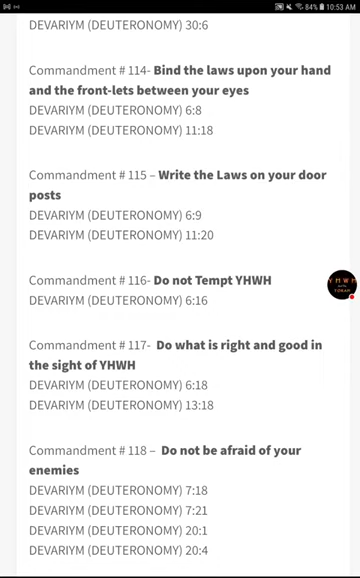 84% 10:53 AM
DEVARIYM (DEUTERONOMY) 30:6
Commandment # 114- Bind the laws upon your hand
and the front-lets between your eyes
DEVARIYM (DEUTERONOMY) 6:8
DEVARIYM (DEUTERONOMY) 11:18
Commandment # 115 – Write the Laws on your door
posts
DEVARIYM (DEUTERONOMY) 6:9
DEVARIYM (DEUTERONOMY) 11:20
Commandment # 116- Do not Tempt YHWH
DEVARIYM (DEUTERONOMY) 6:16
Commandment # 117-  Do what is right and good in
the sight of YHWH
DEVARIYM (DEUTERONOMY) 6:18
DEVARIYM (DEUTERONOMY) 13:18
Commandment # 118 –  Do not be afraid of your
enemies
DEVARIYM (DEUTERONOMY) 7:18
DEVARIYM (DEUTERONOMY) 7:21
DEVARIYM (DEUTERONOMY) 20:1
DEVARIYM (DEUTERONOMY) 20:4